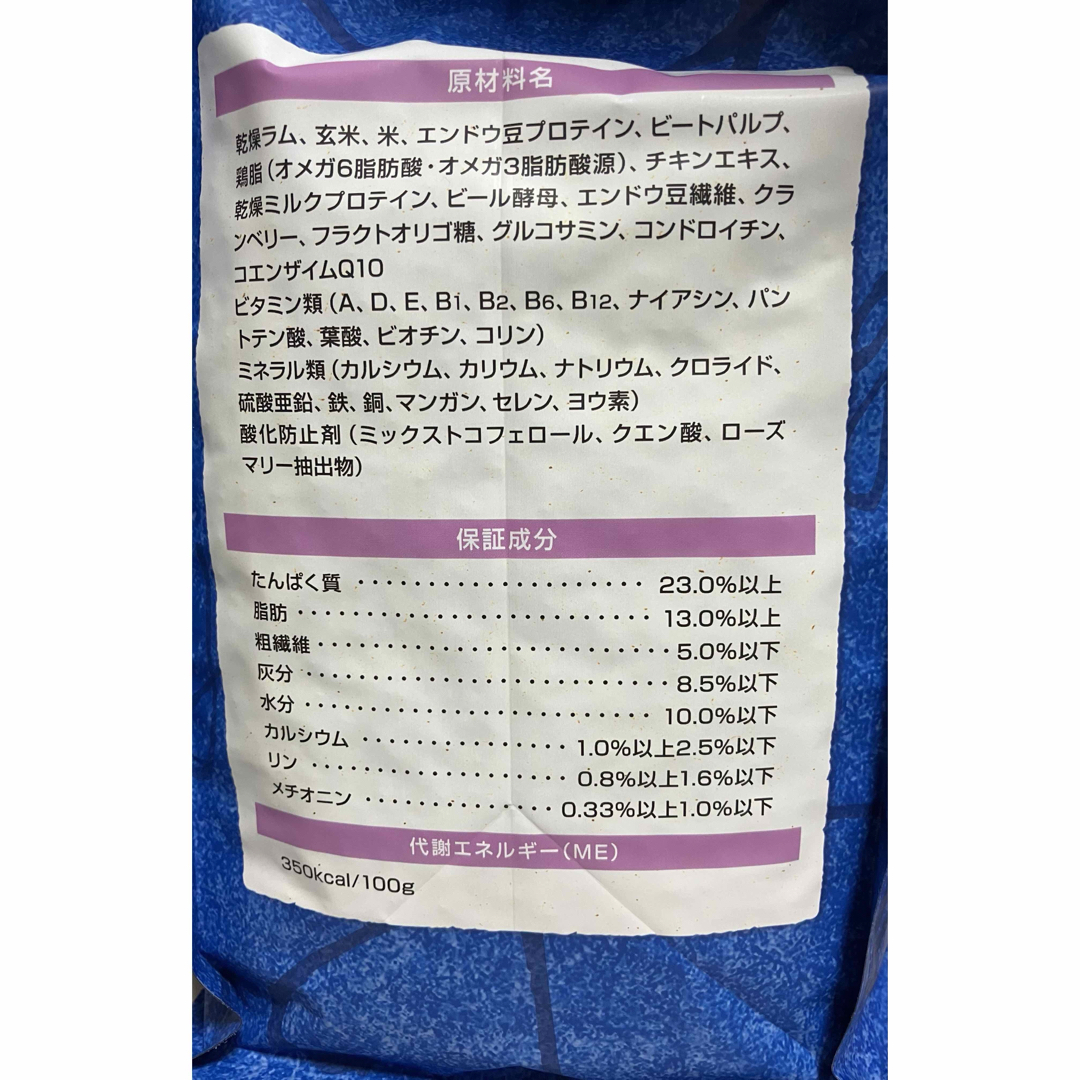 原材料名
乾燥ラム、玄米、米、エンドウ豆プロテイン、ビートパルプ、
鶏脂(オメガ6脂肪酸・オメガ3脂肪酸源)、チキンエキス、
乾燥ミルクプロテイン、ビール酵母、エンドウ豆繊維、クラ
ンベリー、フラクトオリゴ糖、グルコサミン、コンドロイチン、
コエンザイムQ10
ビタミン類(A、D、E、B1、B2、B6、B12、ナイアシン、パン
トテン酸、葉酸、ビオチン、コリン)
ミネラル類(カルシウム、カリウム、ナトリウム、クロライド、
硫酸亜鉛、鉄、銅、マンガン、セレン、ヨウ素)
酸化防止剤(ミックストコフェロール、クエン酸、ローズ
マリー抽出物)
保証成分
たんぱく質 ・・・・・・・・・・・・・・・・・・・・・ 23.0%以上
脂肪 ・・・・・・・・・・・・・・・・・・・・・・・・・・ 13.0%以上
粗繊維 ・・・・・・・・・・・・・・・・・・・・・・・・・ 5.0%以下
灰分 ・・・・・・・・・・・・・・・・・・・・・・・・・・ 8.5%以下
水分 ・・・・・・・・・・・・・・・・・・・・・・・・・ 10.0%以下
カルシウム ・・・・・・・・・・・・・・・ 1.0%以上2.5%以下
リン ・・・・・・・・・・・・・・・・・・・ 0.8%以上1.6%以下
メチオニン ・・・・・・・・・・・・・・ 0.33%以上1.0%以下
代謝エネルギー(ME)
350kcal/100g